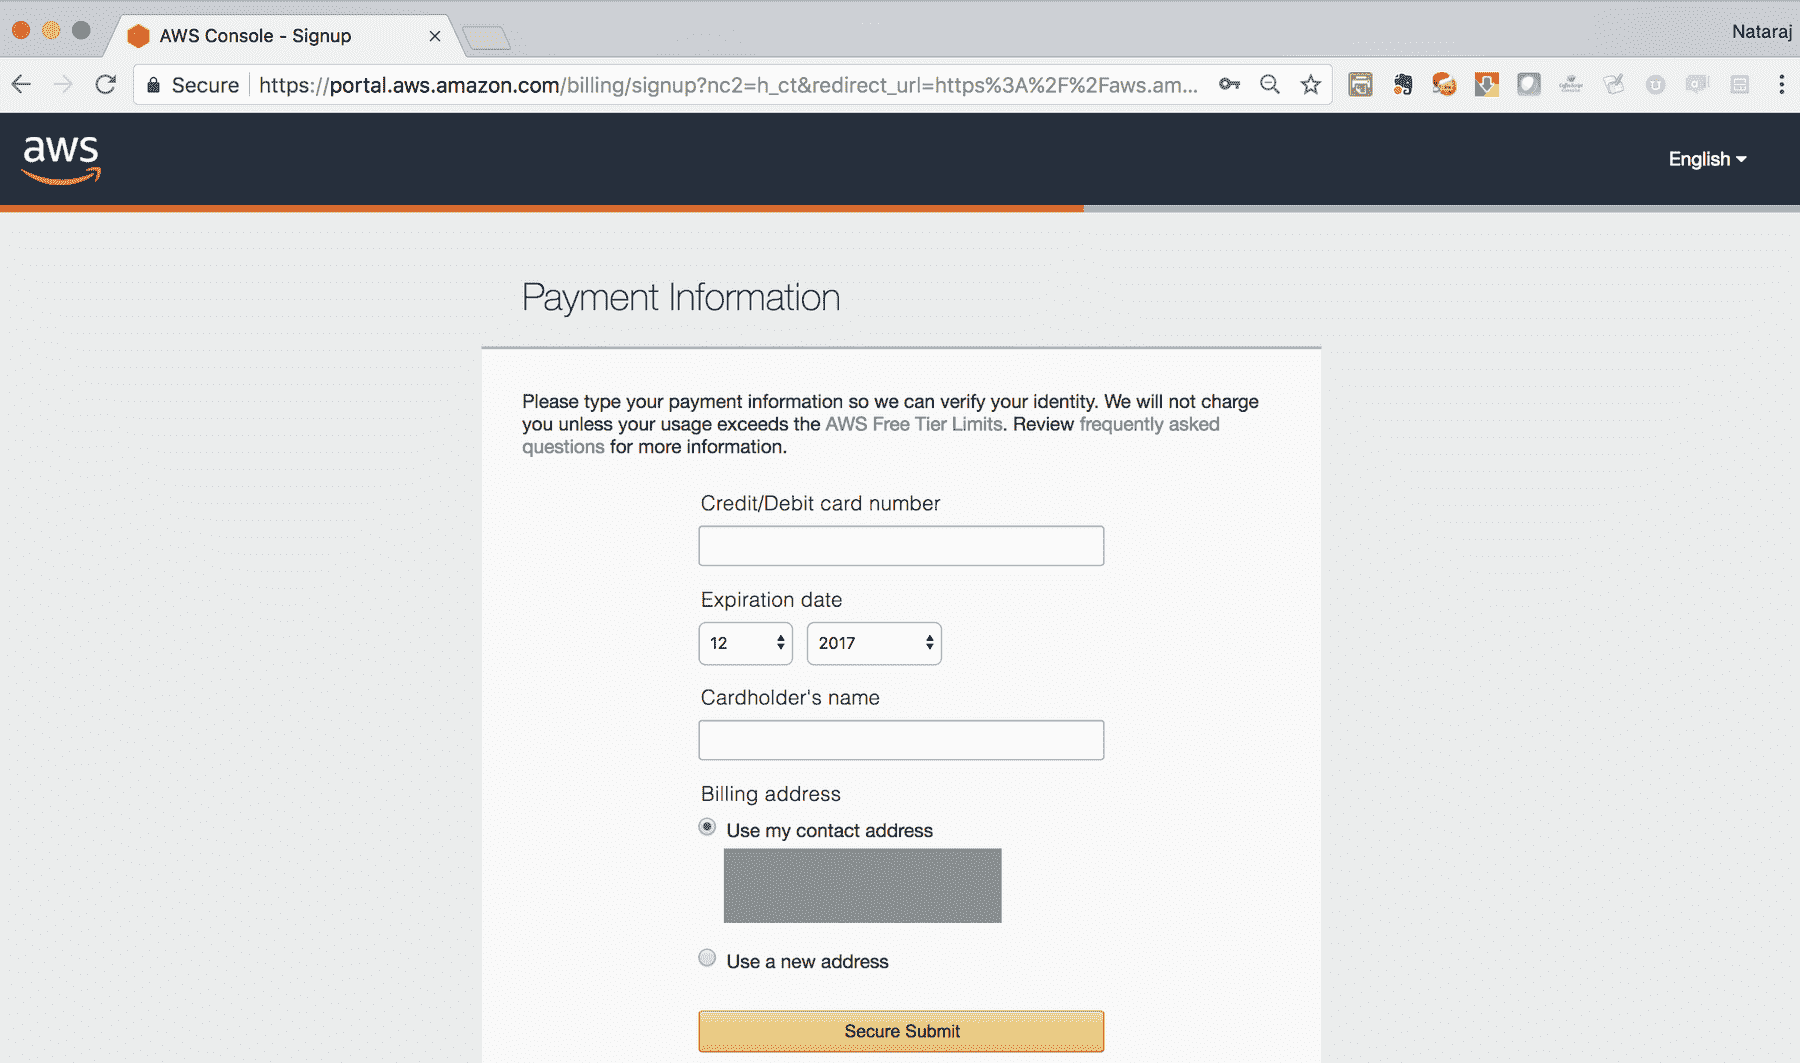 AWS Console - Signup
Nataraj
Secure https://portal.aws.amazon.com/billing/signup?nc2=h_ct&redirect_url=https%3A%2F%2Faws.am...
aws
English
Payment Information
Please type your payment information so we can verify your identity. We will not charge
you unless your usage exceeds the AWS Free Tier Limits. Review frequently asked
questions for more information.
Credit/Debit card number
Expiration date
12 2017
Cardholder's name
Billing address
Use my contact address
Use a new address
Secure Submit